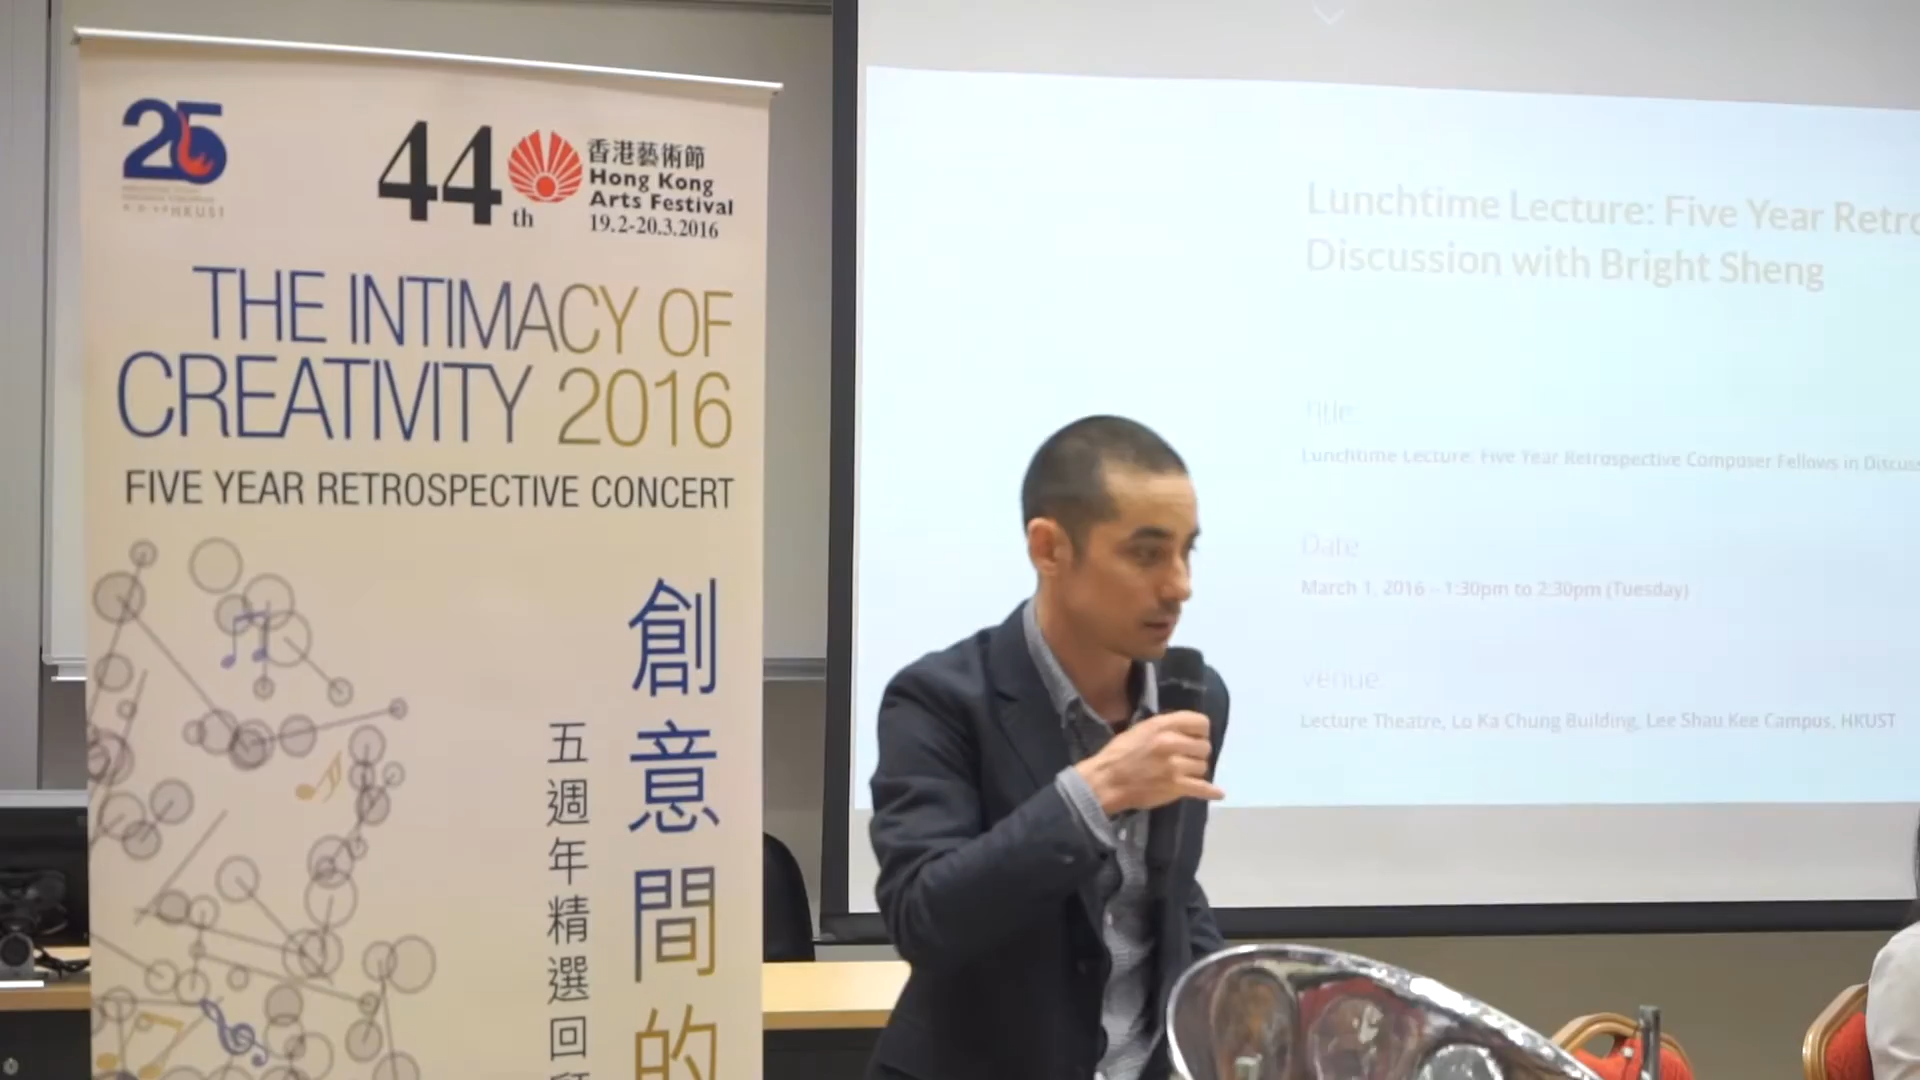 25
HKUST
44th
香港藝術節
Hong Kong
Arts Festival
19.2-20.3.2016
THE INTIMACY OF
CREATIVITY 2016
FIVE YEAR RETROSPECTIVE CONCERT
創意間的
五週年精選回
Lunchtime Lecture: Five Year Retro
Discussion with Bright Sheng
Title:
Lunchtime Lecture: Five Year Retrospective Composer Fellows in Discuss
Date
March 1, 2016 - 1:30pm to 2:30pm (Tuesday)
Venue:
Lecture Theatre, Lo Ka Chung Building, Lee Shau Kee Campus, HKUST